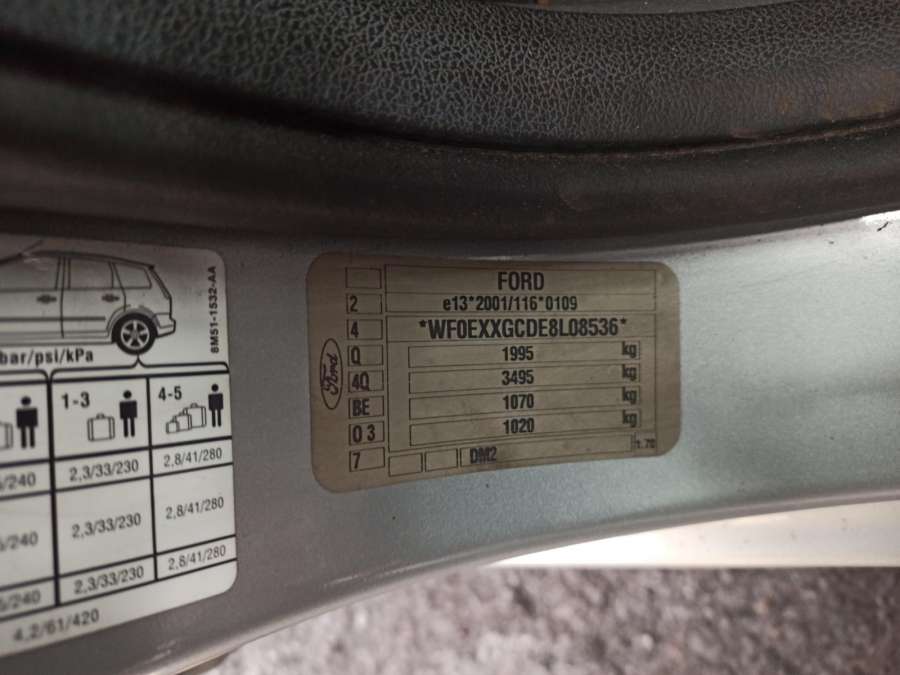 8M51-1532-AA
bar/psi/kPa
1-3
4-5
/240
2,3/33/230
2,8/41/280
/240
2,3/33/230
2,8/41/280
/240
2,3/33/230
2,8/41/280
4,2/61/420
Ford
FORD
2 e13*2001/116*0109
4 *WF0EXXGCDE8L08536*
Q 1995 kg
4Q 3495 kg
BE 1070 kg
03 1020 kg
7 DM2